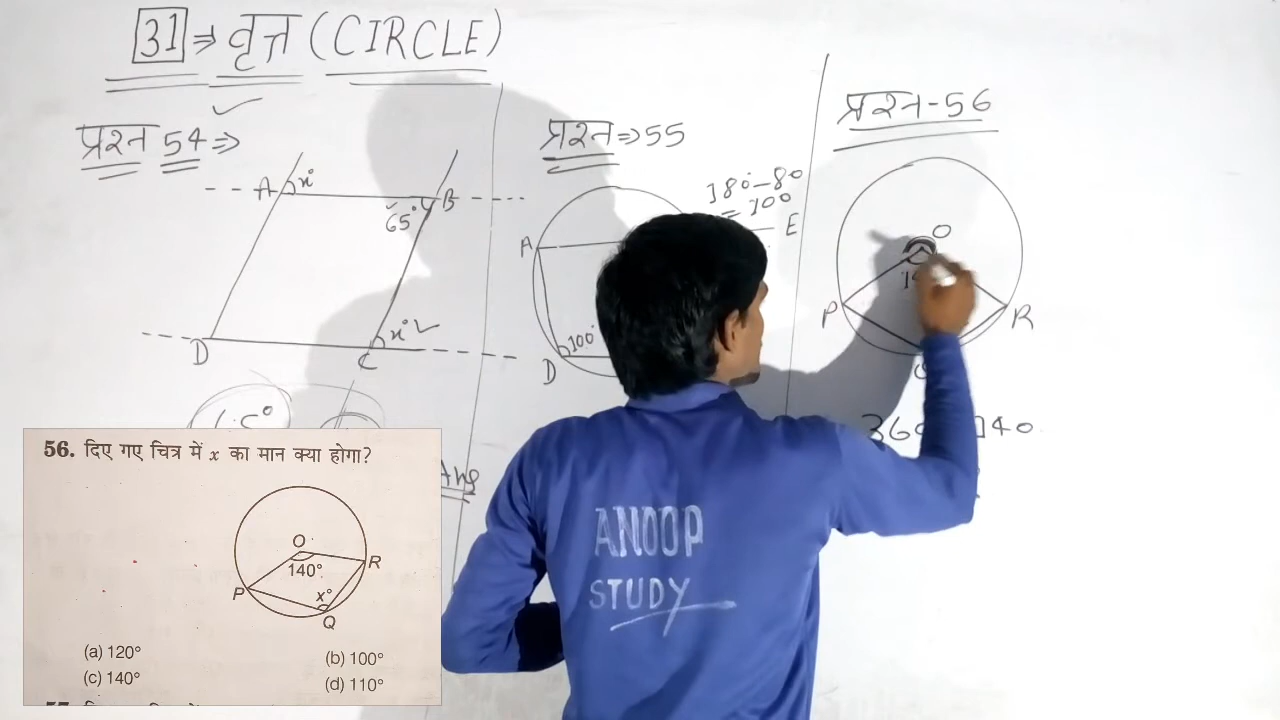 31 ⇒ वृत्त (CIRCLE)
प्रश्न 54 ⇒
A x°
B
65°
D
C
x°
प्रश्न ⇒ 55
180°-80
= 100
E
A
100°
D
प्रश्न-56
O
P
R
140
Ans
ANOOP
STUDY
56. दिए गए चित्र में x का मान क्या होगा?
O
140°
R
P
x°
Q
(a) 120°
(b) 100°
(c) 140°
(d) 110°